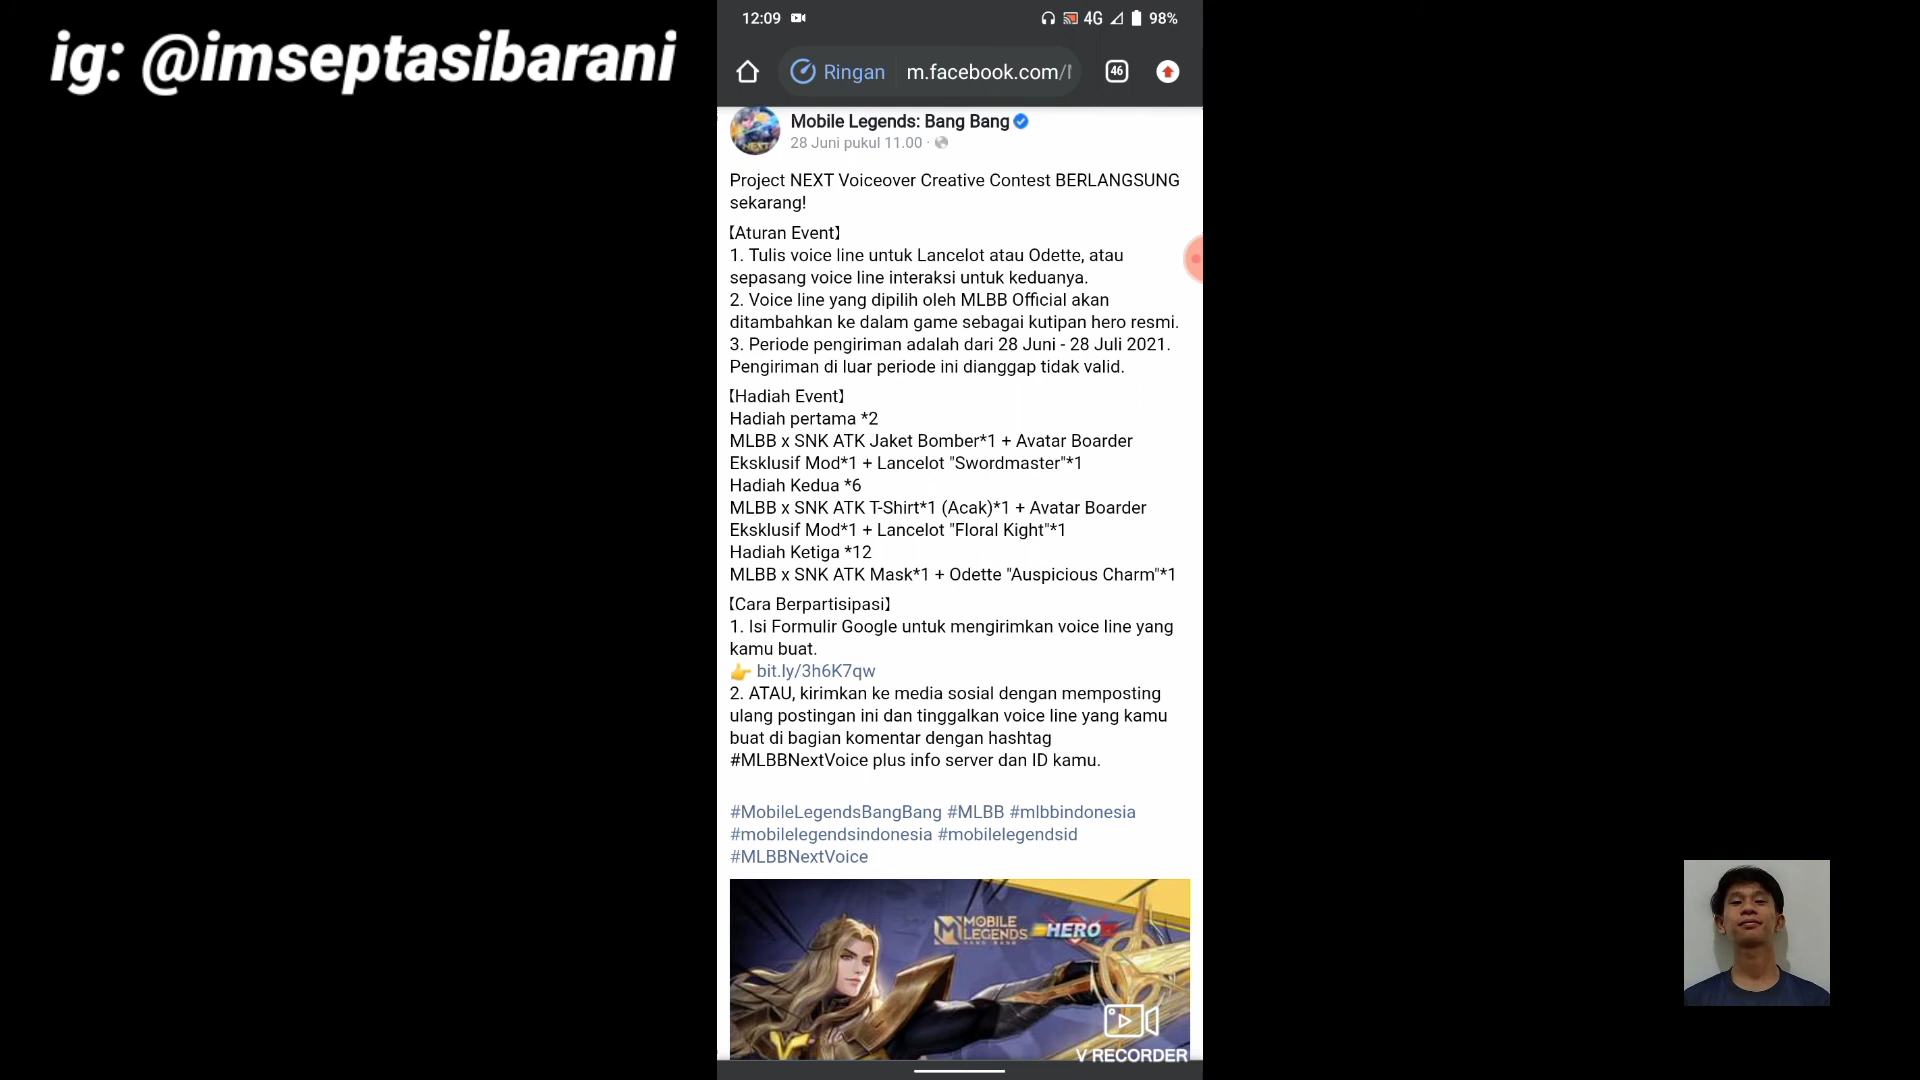 ig: @imseptasibarani
12:09
4G
98%
Ringan
m.facebook.com/
46
Mobile Legends: Bang Bang
28 Juni pukul 11.00 ·
Project NEXT Voiceover Creative Contest BERLANGSUNG
sekarang!
【Aturan Event】
1. Tulis voice line untuk Lancelot atau Odette, atau
sepasang voice line interaksi untuk keduanya.
2. Voice line yang dipilih oleh MLBB Official akan
ditambahkan ke dalam game sebagai kutipan hero resmi.
3. Periode pengiriman adalah dari 28 Juni - 28 Juli 2021.
Pengiriman di luar periode ini dianggap tidak valid.
【Hadiah Event】
Hadiah pertama *2
MLBB x SNK ATK Jaket Bomber*1 + Avatar Boarder
Eksklusif Mod*1 + Lancelot "Swordmaster"*1
Hadiah Kedua *6
MLBB x SNK ATK T-Shirt*1 (Acak)*1 + Avatar Boarder
Eksklusif Mod*1 + Lancelot "Floral Kight"*1
Hadiah Ketiga *12
MLBB x SNK ATK Mask*1 + Odette "Auspicious Charm"*1
【Cara Berpartisipasi】
1. Isi Formulir Google untuk mengirimkan voice line yang
kamu buat.
👉 bit.ly/3h6K7qw
2. ATAU, kirimkan ke media sosial dengan memposting
ulang postingan ini dan tinggalkan voice line yang kamu
buat di bagian komentar dengan hashtag
#MLBBNextVoice plus info server dan ID kamu.
#MobileLegendsBangBang #MLBB #mlbbindonesia
#mobilelegendsindonesia #mobilelegendsid
#MLBBNextVoice
MOBILE
LEGENDS
BANG BANG
HERO
V RECORDER